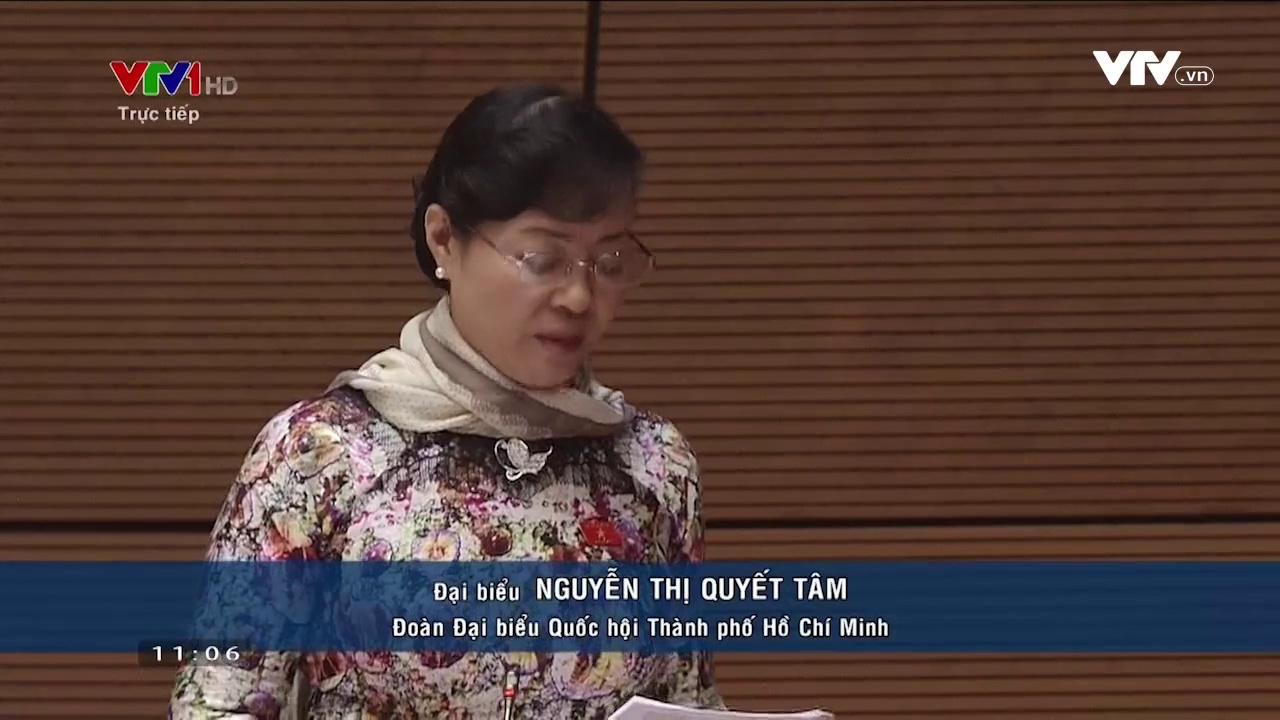 VTV1 HD
Trực tiếp
VTV.vn
Đại biểu NGUYỄN THỊ QUYẾT TÂM
Đoàn Đại biểu Quốc hội Thành phố Hồ Chí Minh
11:06